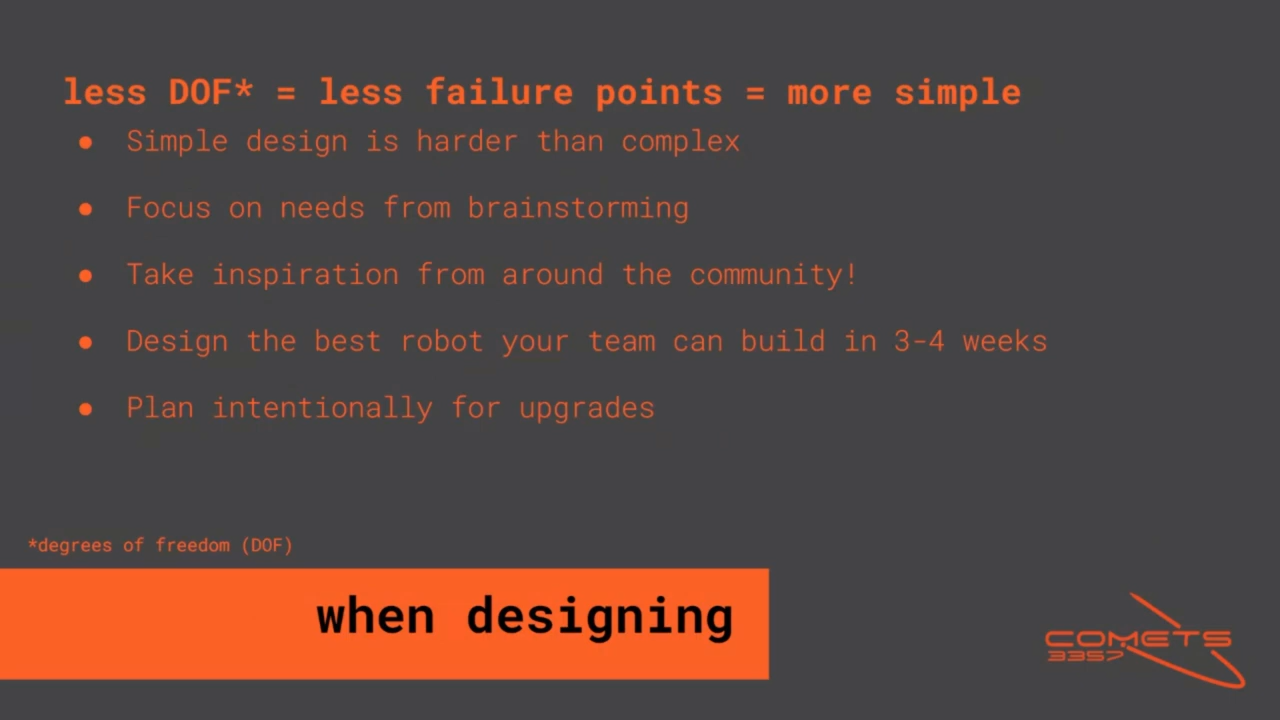 less DOF* = less failure points = more simple
● Simple design is harder than complex
● Focus on needs from brainstorming
● Take inspiration from around the community!
● Design the best robot your team can build in 3-4 weeks
● Plan intentionally for upgrades
*degrees of freedom (DOF)
when designing
COMETS
3357